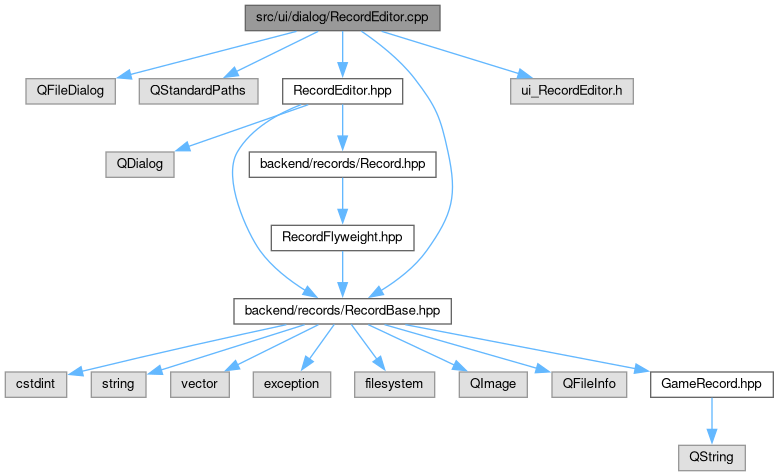 src/ui/dialog/RecordEditor.cpp
QFileDialog
QStandardPaths
RecordEditor.hpp
ui_RecordEditor.h
QDialog
backend/records/Record.hpp
RecordFlyweight.hpp
backend/records/RecordBase.hpp
cstdint
string
vector
exception
filesystem
QImage
QFileInfo
GameRecord.hpp
QString